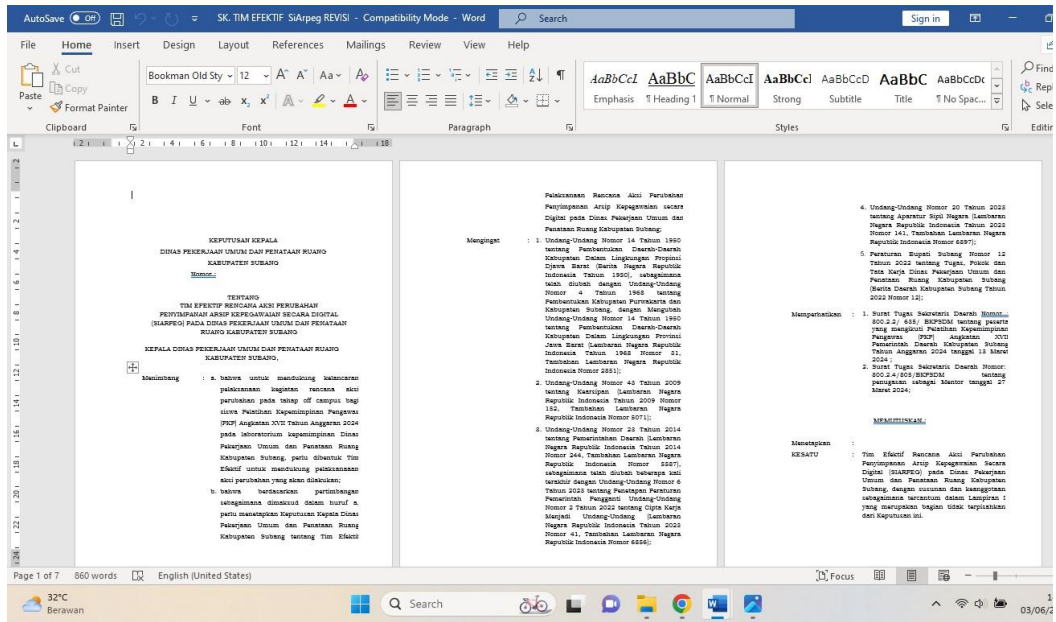 AutoSave Off SK. TIM EFEKTIF SiArpeg REVISI - Compatibility Mode - Word Search Sign in
File Home Insert Design Layout References Mailings Review View Help
Cut
Copy
Paste
Format Painter
Bookman Old Sty 12
Emphasis
Heading 1
Normal
Strong
Subtitle
Title
No Spac...
Find
Repl
Sele
Clipboard Font Paragraph Styles Editin
KEPUTUSAN KEPALA
DINAS PEKERJAAN UMUM DAN PENATAAN RUANG
KABUPATEN SUBANG
Nomor :
TENTANG
TIM EFEKTIF RENCANA AKSI PERUBAHAN
PENYIMPANAN ARSIP KEPEGAWAIAN SECARA DIGITAL
(SIARPEG) PADA DINAS PEKERJAAN UMUM DAN PENATAAN
RUANG KABUPATEN SUBANG
KEPALA DINAS PEKERJAAN UMUM DAN PENATAAN RUANG
KABUPATEN SUBANG,
Menimbang : a. bahwa untuk mendukung kelancaran
pelaksanaan kegiatan rencana aksi
perubahan pada tahap off campus bagi
siswa Pelatihan Kepemimpinan Pengawas
(PKP) Angkatan XVII Tahun Anggaran 2024
pada laboratorium kepemimpinan Dinas
Pekerjaan Umum dan Penataan Ruang
Kabupaten Subang, perlu dibentuk Tim
Efektif untuk mendukung pelaksanaaan
aksi perubahan yang akan dilakukan;
b. bahwa berdasarkan pertimbangan
sebagaimana dimaksud dalam huruf a,
perlu menetapkan Keputusan Kepala Dinas
Pekerjaan Umum dan Penataan Ruang
Kabupaten Subang tentang Tim Efektif
Pelaksanaan Rencana Aksi Perubahan
Penyimpanan Arsip Kepegawaian secara
Digital pada Dinas Pekerjaan Umum dan
Penataan Ruang Kabupaten Subang;
Mengingat : 1. Undang-Undang Nomor 14 Tahun 1950
tentang Pembentukan Daerah-Daerah
Kabupaten Dalam Lingkungan Propinsi
Djawa Barat (Berita Negara Republik
Indonesia Tahun 1950), sebagaimana
telah diubah dengan Undang-Undang
Nomor 4 Tahun 1968 tentang
Pembentukan Kabupaten Purwakarta dan
Kabupaten Subang, dengan Mengubah
Undang-Undang Nomor 14 Tahun 1950
tentang Pembentukan Daerah-Daerah
Kabupaten Dalam Lingkungan Provinsi
Jawa Barat (Lembaran Negara Republik
Indonesia Tahun 1968 Nomor 31,
Tambahan Lembaran Negara Republik
Indonesia Nomor 2851);
2. Undang-Undang Nomor 43 Tahun 2009
tentang Kearsipan (Lembaran Negara
Republik Indonesia Tahun 2009 Nomor
152, Tambahan Lembaran Negara
Republik Indonesia Nomor 5071);
3. Undang-Undang Nomor 23 Tahun 2014
tentang Pemerintahan Daerah (Lembaran
Negara Republik Indonesia Tahun 2014
Nomor 244, Tambahan Lembaran Negara
Republik Indonesia Nomor 5587),
sebagaimana telah diubah beberapa kali
terakhir dengan Undang-Undang Nomor 6
Tahun 2023 tentang Penetapan Peraturan
Pemerintah Pengganti Undang-Undang
Nomor 2 Tahun 2022 tentang Cipta Kerja
Menjadi Undang-Undang (Lembaran
Negara Republik Indonesia Tahun 2023
Nomor 41, Tambahan Lembaran Negara
Republik Indonesia Nomor 6856);
4. Undang-Undang Nomor 20 Tahun 2023
tentang Aparatur Sipil Negara (Lembaran
Negara Republik Indonesia Tahun 2023
Nomor 141, Tambahan Lembaran Negara
Republik Indonesia Nomor 6897);
5. Peraturan Bupati Subang Nomor 12
Tahun 2022 tentang Tugas, Pokok dan
Tata Kerja Dinas Pekerjaan Umum dan
Penataan Ruang Kabupaten Subang
(Berita Daerah Kabupaten Subang Tahun
2022 Nomor 12);
Memperhatikan : 1. Surat Tugas Sekretaris Daerah Nomor :
800.2.2/ 635/ BKPSDM tentang peserta
yang mengikuti Pelatihan Kepemimpinan
Pengawas (PKP) Angkatan XVII
Pemerintah Daerah Kabupaten Subang
Tahun Anggaran 2024 tanggal 13 Maret
2024 ;
2. Surat Tugas Sekretaris Daerah Nomor:
800.2.4/803/BKPSDM tentang
penugasan sebagai Mentor tanggal 27
Maret 2024;
MEMUTUSKAN :
Menetapkan :
KESATU : Tim Efektif Rencana Aksi Perubahan
Penyimpanan Arsip Kepegawaian Secara
Digital (SIARPEG) pada Dinas Pekerjaan
Umum dan Penataan Ruang Kabupaten
Subang, dengan susunan dan keanggotaan
sebagaimana tercantum dalam Lampiran I
yang merupakan bagian tidak terpisahkan
dari Keputusan ini.
Page 1 of 7 860 words English (United States) Focus
32°C
Berawan
Search
03/06/2